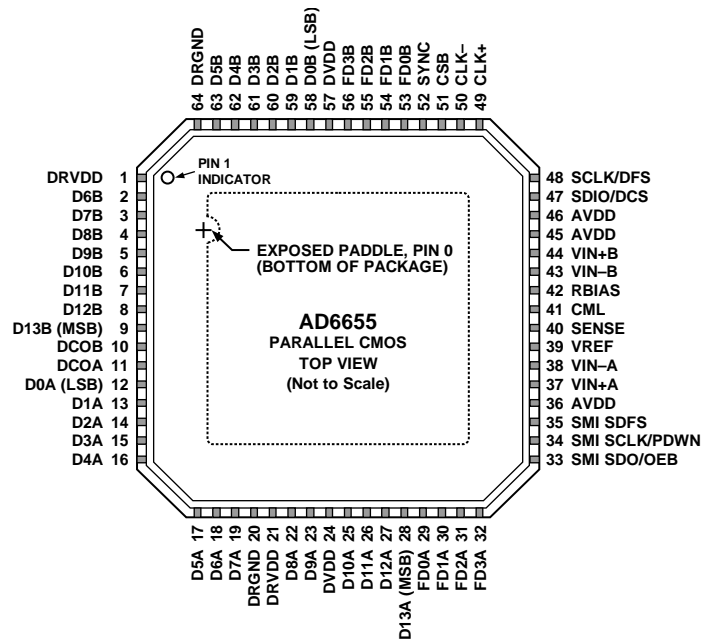 64 DRGND
63 D5B
62 D4B
61 D3B
60 D2B
59 D1B
58 D0B (LSB)
57 DVDD
56 FD3B
55 FD2B
54 FD1B
53 FD0B
52 SYNC
51 CSB
50 CLK–
49 CLK+
DRVDD 1
D6B 2
D7B 3
D8B 4
D9B 5
D10B 6
D11B 7
D12B 8
D13B (MSB) 9
DCOB 10
DCOA 11
D0A (LSB) 12
D1A 13
D2A 14
D3A 15
D4A 16
PIN 1
INDICATOR
EXPOSED PADDLE, PIN 0
(BOTTOM OF PACKAGE)
AD6655
PARALLEL CMOS
TOP VIEW
(Not to Scale)
48 SCLK/DFS
47 SDIO/DCS
46 AVDD
45 AVDD
44 VIN+B
43 VIN–B
42 RBIAS
41 CML
40 SENSE
39 VREF
38 VIN–A
37 VIN+A
36 AVDD
35 SMI SDFS
34 SMI SCLK/PDWN
33 SMI SDO/OEB
D5A 17
D6A 18
D7A 19
DRGND 20
DRVDD 21
D8A 22
D9A 23
DVDD 24
D10A 25
D11A 26
D12A 27
D13A (MSB) 28
FD0A 29
FD1A 30
FD2A 31
FD3A 32